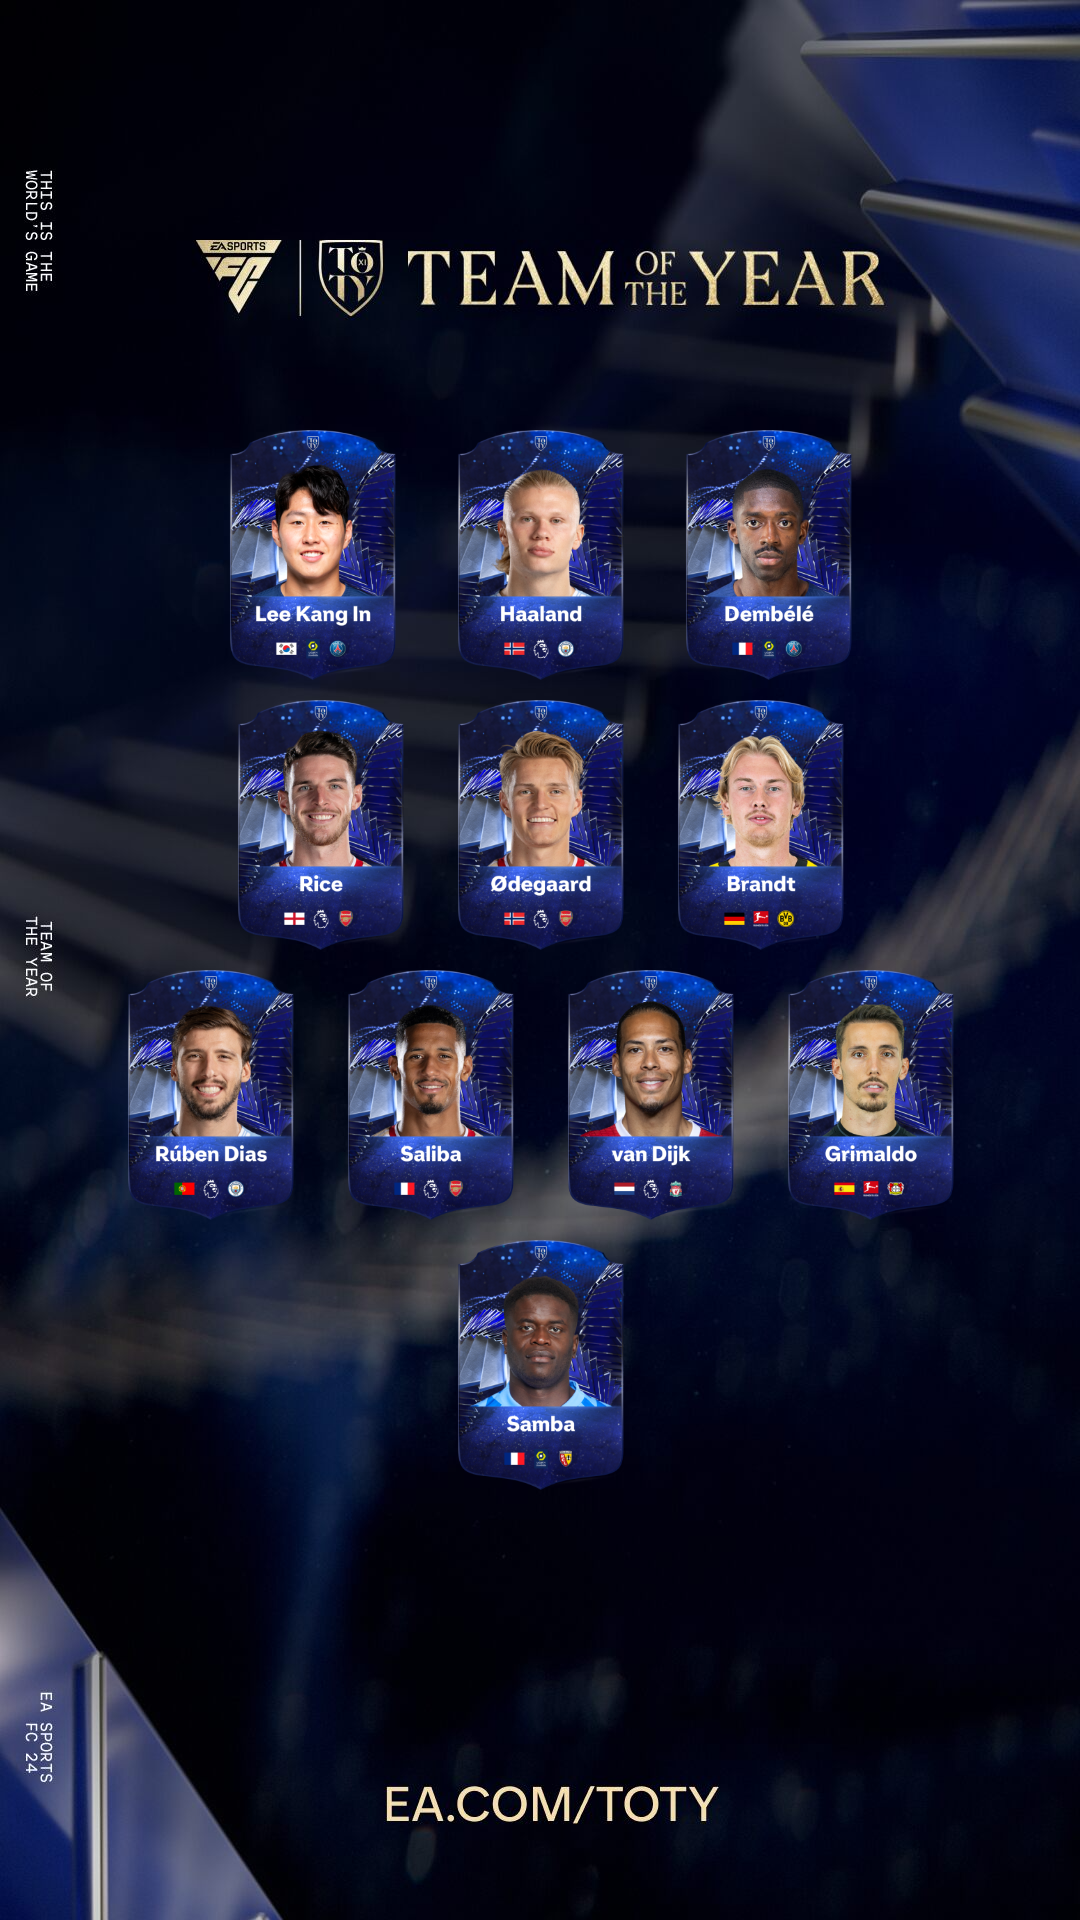 THIS IS THE
WORLD'S GAME
EA SPORTS
FC
TOTY
XI
TEAM OF THE YEAR
Lee Kang In
Haaland
Dembélé
Rice
Ødegaard
Brandt
TEAM OF
THE YEAR
Rúben Dias
Saliba
van Dijk
Grimaldo
Samba
EA SPORTS
FC 24
EA.COM/TOTY